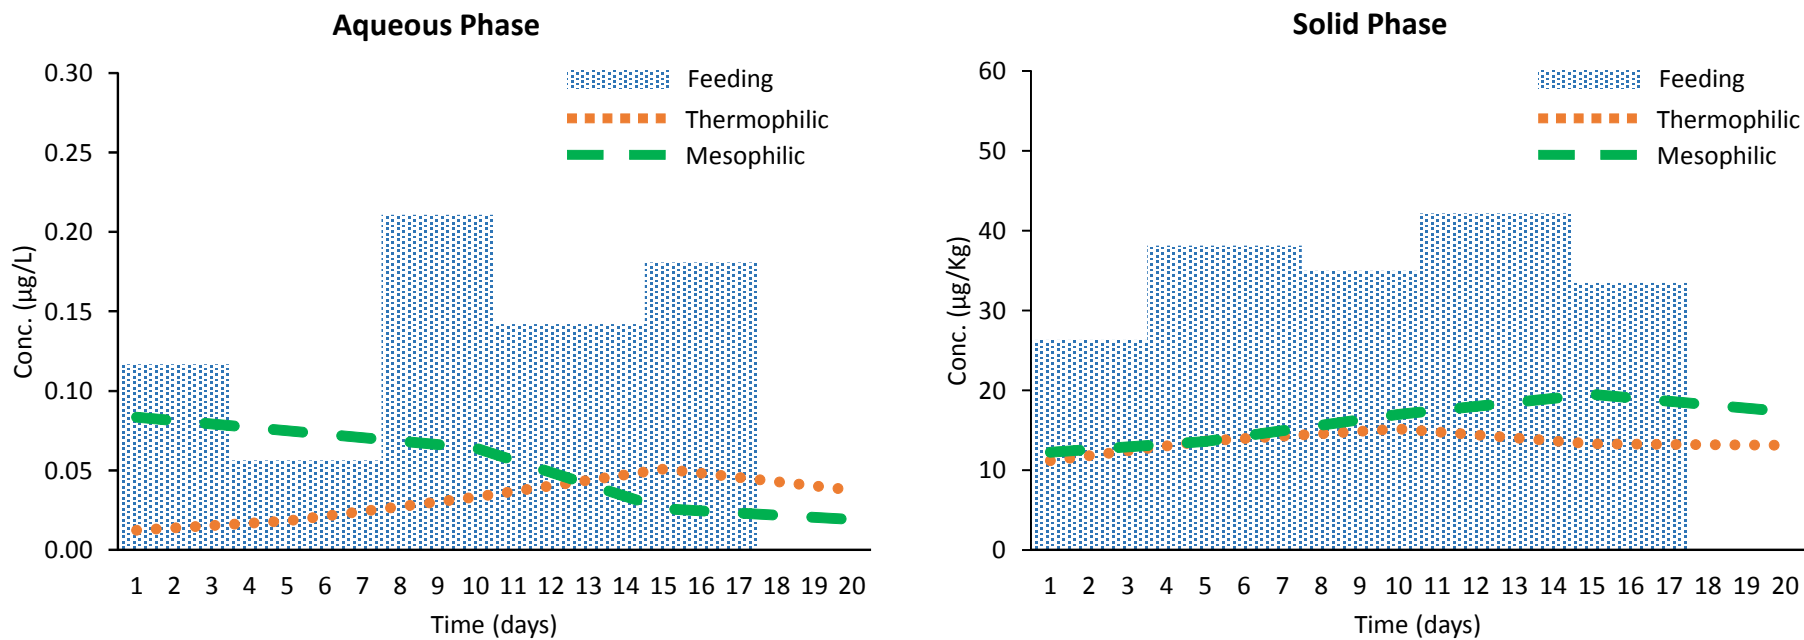 Aqueous Phase
0.30
0.25
0.20
0.15
0.10
0.05
0.00
Conc. (µg/L)
Feeding
Thermophilic
Mesophilic
1 2 3 4 5 6 7 8 9 10 11 12 13 14 15 16 17 18 19 20
Time (days)
Solid Phase
60
50
40
30
20
10
0
Conc. (µg/Kg)
Feeding
Thermophilic
Mesophilic
1 2 3 4 5 6 7 8 9 10 11 12 13 14 15 16 17 18 19 20
Time (days)